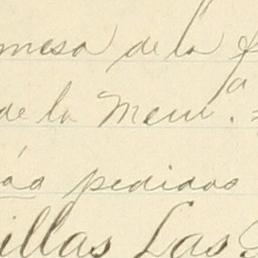 mesa de la
de la Mem.
pedidos
illas Las